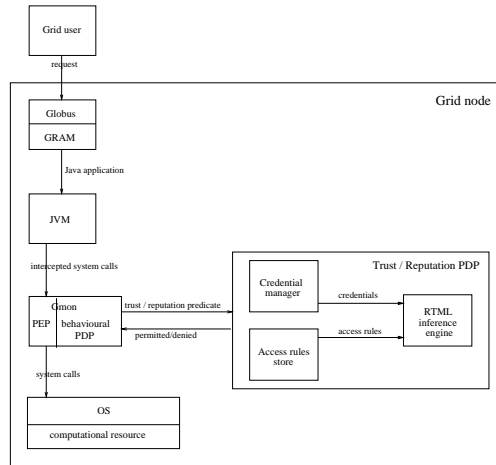 Grid user
request
Grid node
Globus
GRAM
Java application
JVM
intercepted system calls
Trust / Reputation PDP
Credential
manager
credentials
RTML
inference
engine
Gmon
PEP
behavioural
PDP
trust / reputation predicate
permitted/denied
access rules
Access rules
store
system calls
OS
computational resource